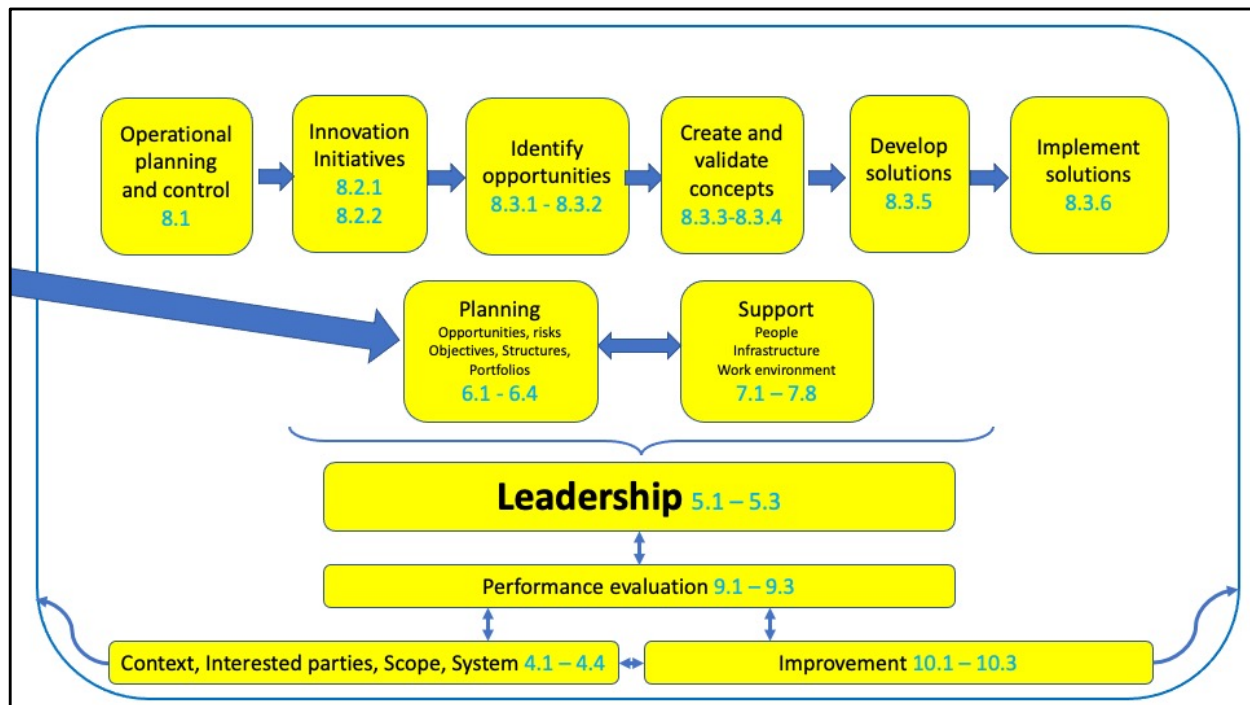 Operational
planning
and control
8.1
Innovation
Initiatives
8.2.1
8.2.2
Identify
opportunities
8.3.1 - 8.3.2
Create and
validate
concepts
8.3.3-8.3.4
Develop
solutions
8.3.5
Implement
solutions
8.3.6
Planning
Opportunities, risks
Objectives, Structures,
Portfolios
6.1 - 6.4
Support
People
Infrastructure
Work environment
7.1 – 7.8
Leadership 5.1 – 5.3
Performance evaluation 9.1 – 9.3
Context, Interested parties, Scope, System 4.1 – 4.4
Improvement 10.1 – 10.3